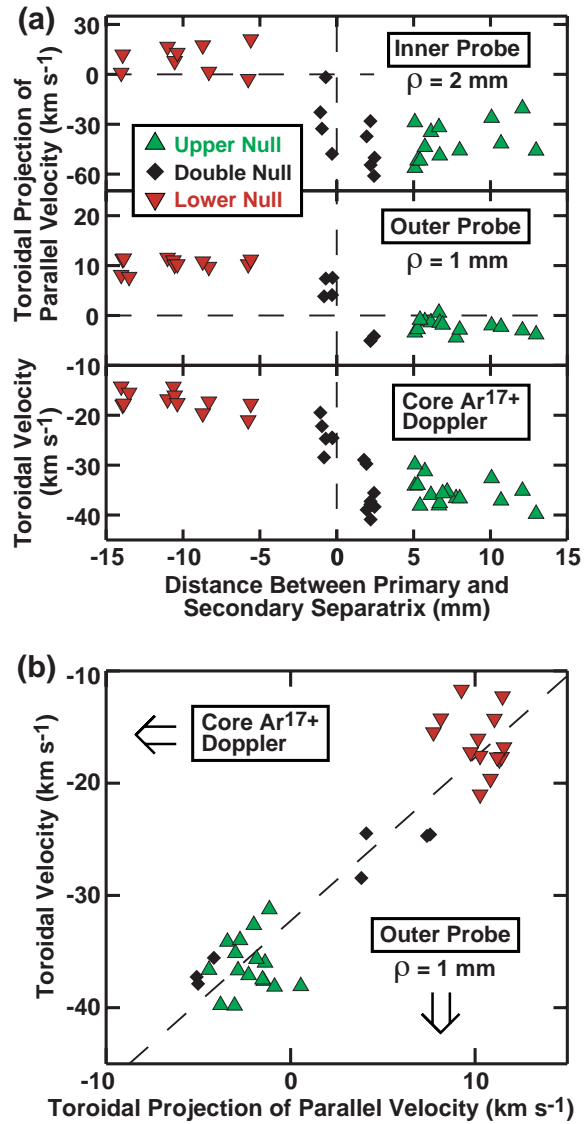 (a)
Toroidal Projection of
Parallel Velocity (km s-1)
30
0
-30
-60
Inner Probe
ρ = 2 mm
Upper Null
Double Null
Lower Null
20
10
0
-10
Outer Probe
ρ = 1 mm
Toroidal Velocity
(km s-1)
-20
-30
-40
Core Ar17+
Doppler
-15
-10
-5
0
5
10
15
Distance Between Primary and
Secondary Separatrix (mm)
(b)
Toroidal Velocity (km s-1)
-10
-20
-30
-40
Core Ar17+
Doppler
Outer Probe
ρ = 1 mm
-10
0
10
Toroidal Projection of Parallel Velocity (km s-1)